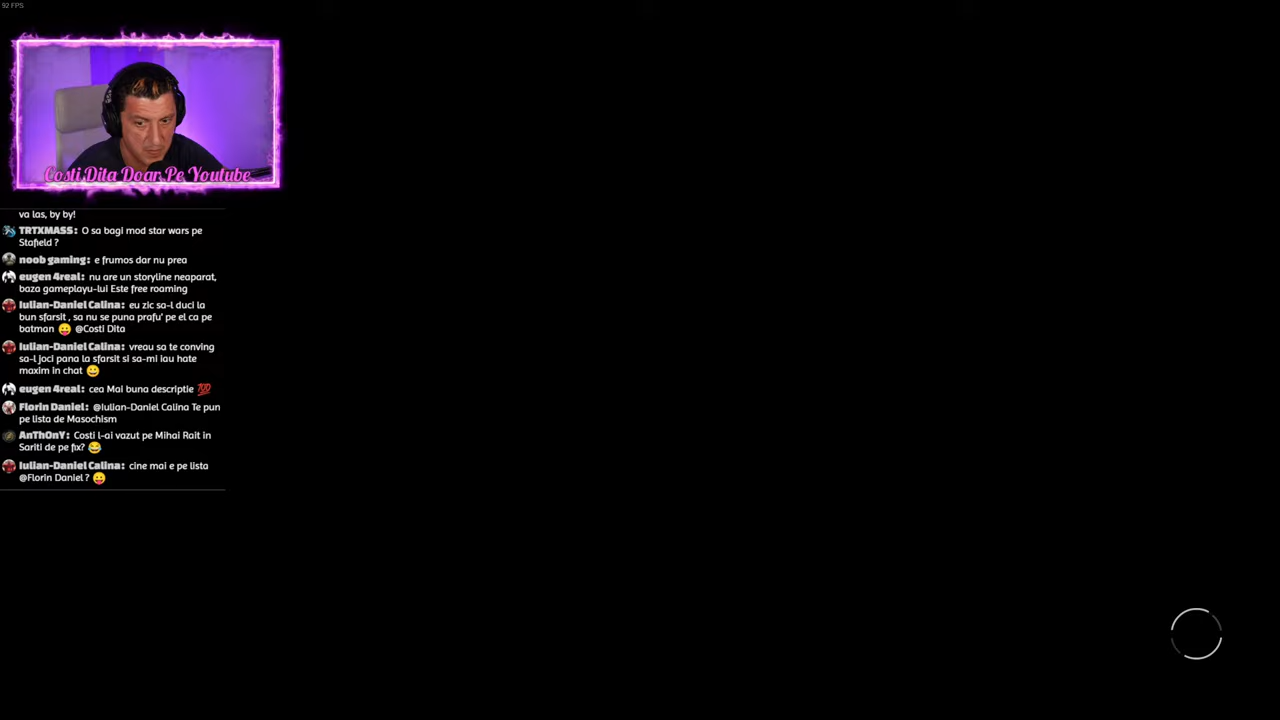 92 FPS
Costi Dita Doar Pe Youtube
va las, by by!
TRTXMASS: O sa bagi mod star wars pe
Stafield ?
noob gaming: e frumos dar nu prea
eugen 4real: nu are un storyline neaparat,
baza gameplayu-lui Este free roaming
Iulian-Daniel Calina: eu zic sa-l duci la
bun sfarsit , sa nu se puna prafu' pe el ca pe
batman 😛 @Costi Dita
Iulian-Daniel Calina: vreau sa te conving
sa-l joci pana la sfarsit si sa-mi iau hate
maxim in chat 😀
eugen 4real: cea Mai buna descriptie 💯
Florin Daniel: @Iulian-Daniel Calina Te pun
pe lista de Masochism
AnThOnY: Costi l-ai vazut pe Mihai Rait in
Sariti de pe fix? 😂
Iulian-Daniel Calina: cine mai e pe lista
@Florin Daniel ? 😛